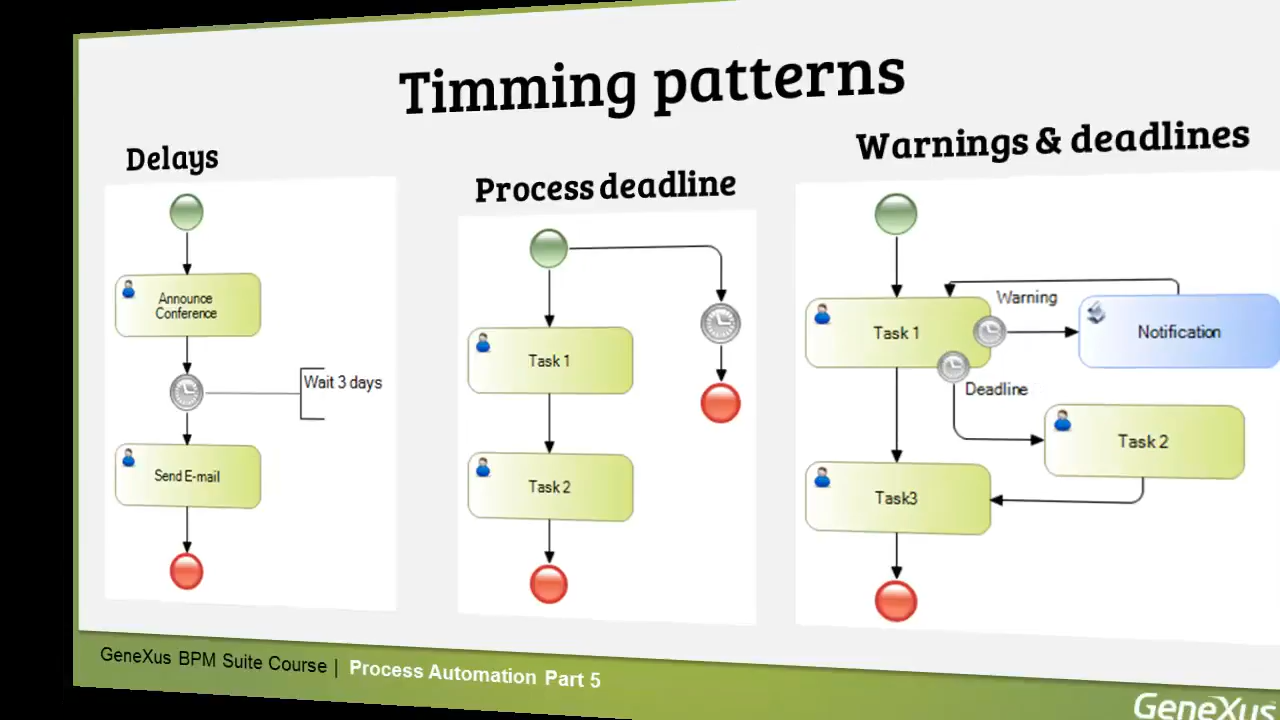 Timming patterns
Delays
Announce
Conference
Wait 3 days
Send E-mail
Process deadline
Task 1
Task 2
Warnings & deadlines
Warning
Task 1
Notification
Deadline
Task 2
Task3
GeneXus BPM Suite Course | Process Automation Part 5
GeneXus